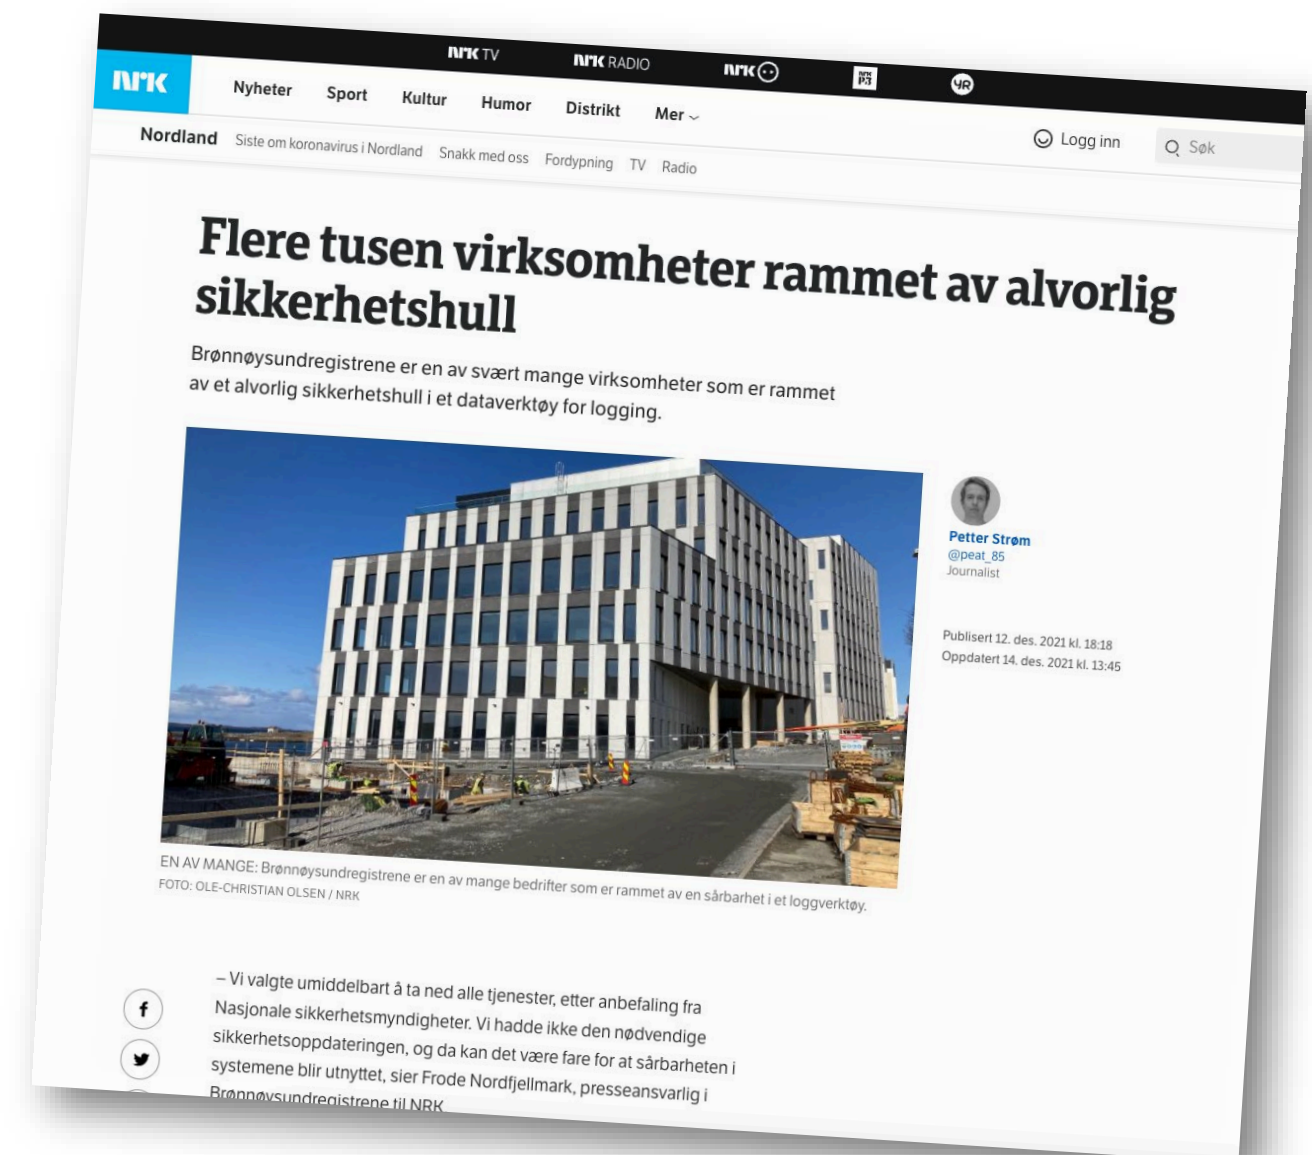 NRK TV
NRK RADIO
NRK
NRK P3
YR
NRK
Nyheter
Sport
Kultur
Humor
Distrikt
Mer
Logg inn
Søk
Nordland
Siste om koronavirus i Nordland
Snakk med oss
Fordypning
TV
Radio
Flere tusen virksomheter rammet av alvorlig
sikkerhetshull
Brønnøysundregistrene er en av svært mange virksomheter som er rammet
av et alvorlig sikkerhetshull i et dataverktøy for logging.
Petter Strøm
@peat_85
Journalist
Publisert 12. des. 2021 kl. 18:18
Oppdatert 14. des. 2021 kl. 13:45
EN AV MANGE: Brønnøysundregistrene er en av mange bedrifter som er rammet av en sårbarhet i et loggverktøy.
FOTO: OLE-CHRISTIAN OLSEN / NRK
– Vi valgte umiddelbart å ta ned alle tjenester, etter anbefaling fra
Nasjonale sikkerhetsmyndigheter. Vi hadde ikke den nødvendige
sikkerhetsoppdateringen, og da kan det være fare for at sårbarheten i
systemene blir utnyttet, sier Frode Nordfjellmark, presseansvarlig i
Brønnøysundregistrene til NRK